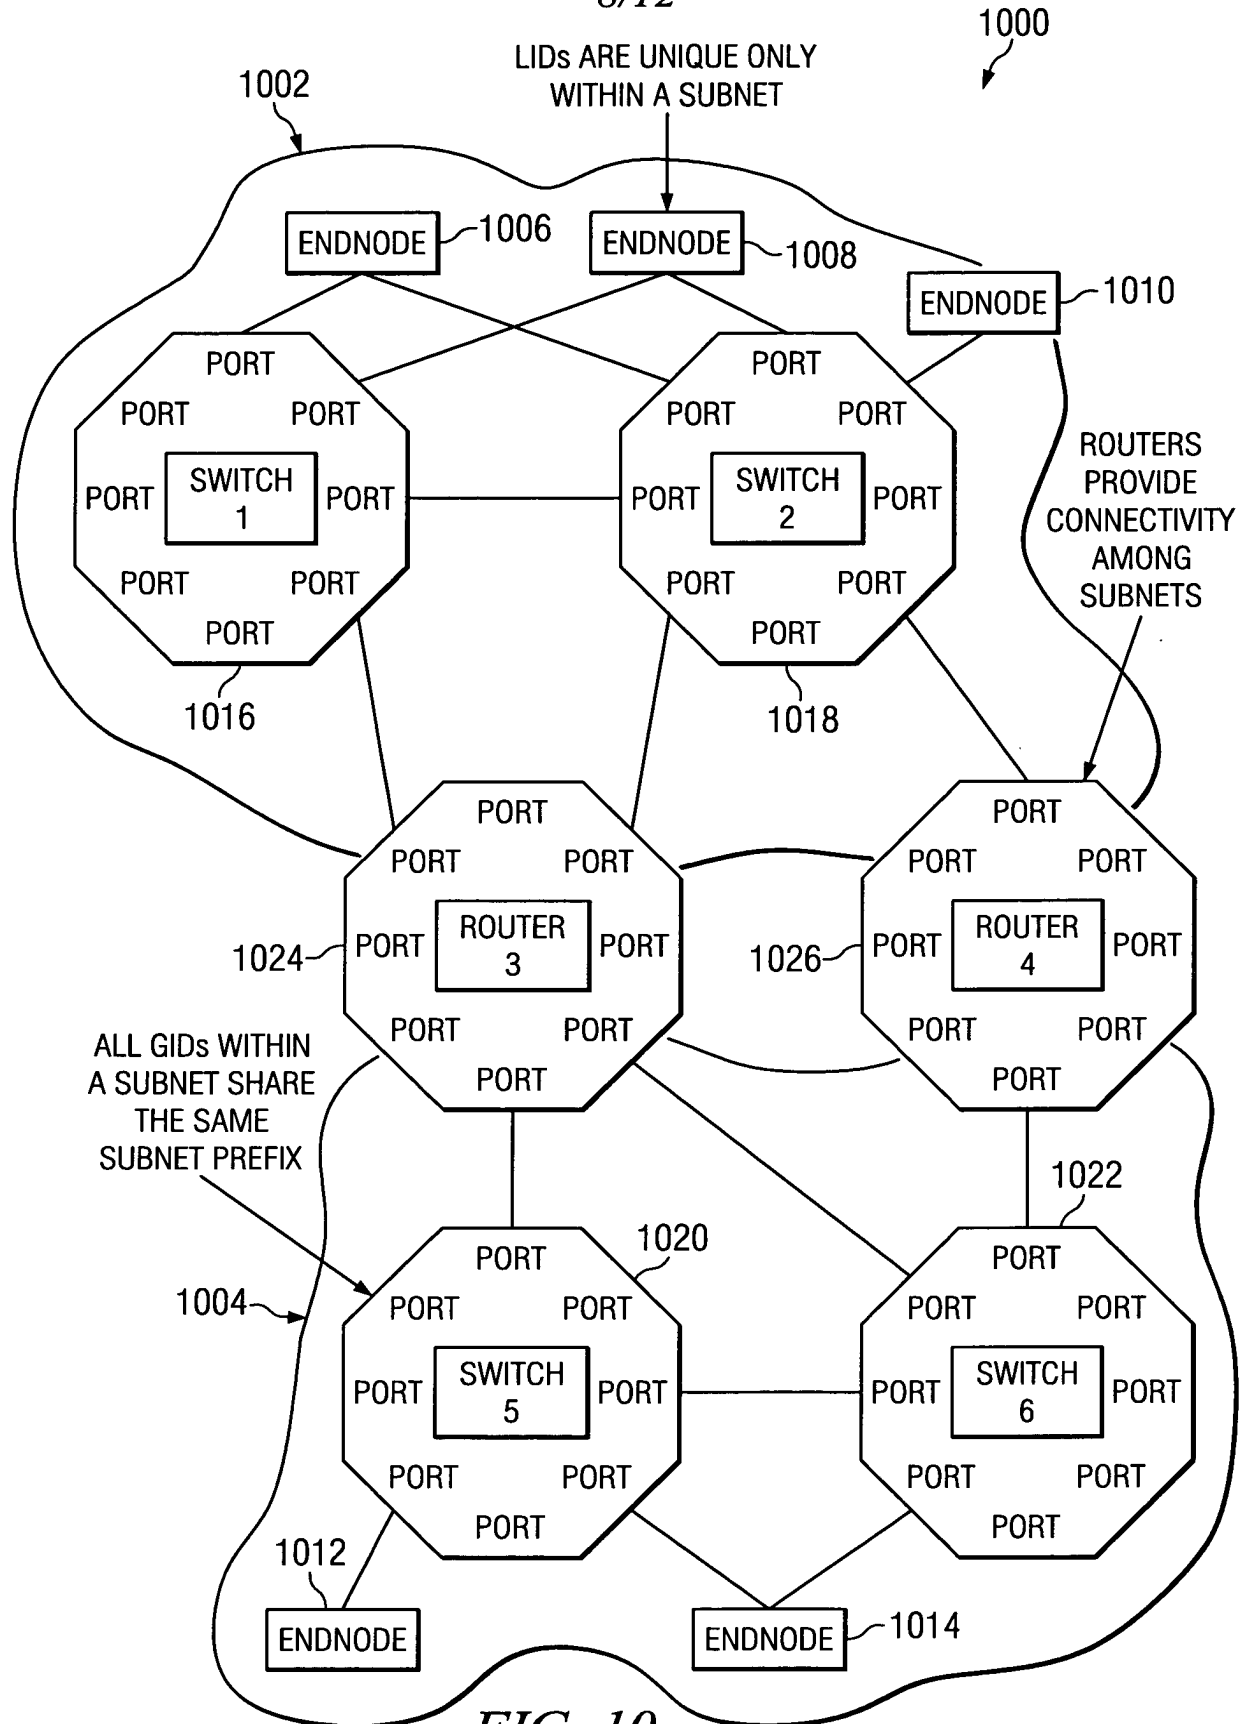 8/12
1000
LIDs ARE UNIQUE ONLY
WITHIN A SUBNET
1002
ENDNODE
1006
ENDNODE
1008
ENDNODE
1010
PORT
PORT
PORT
PORT
SWITCH
1
PORT
PORT
PORT
PORT
1016
PORT
PORT
PORT
PORT
SWITCH
2
PORT
PORT
PORT
PORT
1018
ROUTERS
PROVIDE
CONNECTIVITY
AMONG
SUBNETS
PORT
PORT
PORT
1024
PORT
ROUTER
3
PORT
PORT
PORT
PORT
PORT
PORT
PORT
1026
PORT
ROUTER
4
PORT
PORT
PORT
PORT
ALL GIDs WITHIN
A SUBNET SHARE
THE SAME
SUBNET PREFIX
1004
1020
PORT
PORT
PORT
PORT
SWITCH
5
PORT
PORT
PORT
PORT
1022
PORT
PORT
PORT
PORT
SWITCH
6
PORT
PORT
PORT
PORT
1012
ENDNODE
ENDNODE
1014
FIG. 10